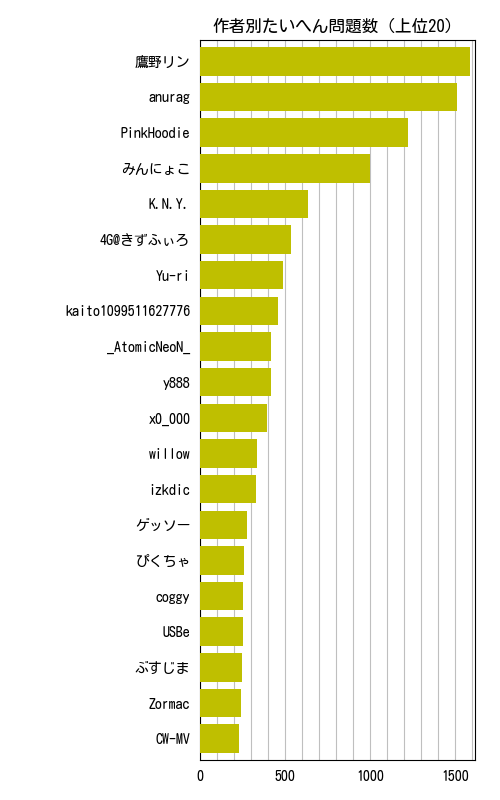 作者別たいへん問題数 (上位20)
鷹野リン
anurag
PinkHoodie
みんにょこ
K.N.Y.
4G@きずふぃろ
Yu-ri
kaito1099511627776
_AtomicNeoN_
y888
x0_000
willow
izkdic
ゲッソー
ぴくちゃ
coggy
USBe
ぶすじま
Zormac
CW-MV
0 500 1000 1500